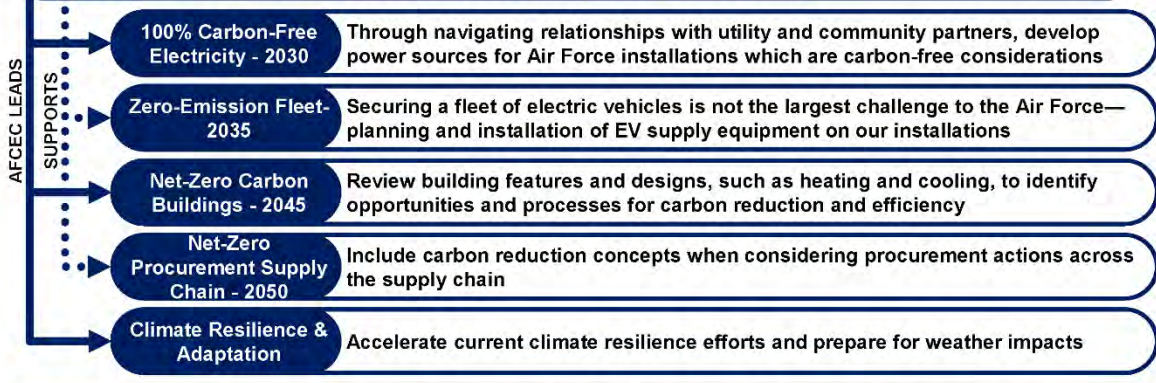 AFCEC LEADS
SUPPORTS
100% Carbon-Free
Electricity - 2030
Through navigating relationships with utility and community partners, develop
power sources for Air Force installations which are carbon-free considerations
Zero-Emission Fleet-
2035
Securing a fleet of electric vehicles is not the largest challenge to the Air Force—
planning and installation of EV supply equipment on our installations
Net-Zero Carbon
Buildings - 2045
Review building features and designs, such as heating and cooling, to identify
opportunities and processes for carbon reduction and efficiency
Net-Zero
Procurement Supply
Chain - 2050
Include carbon reduction concepts when considering procurement actions across
the supply chain
Climate Resilience &
Adaptation
Accelerate current climate resilience efforts and prepare for weather impacts